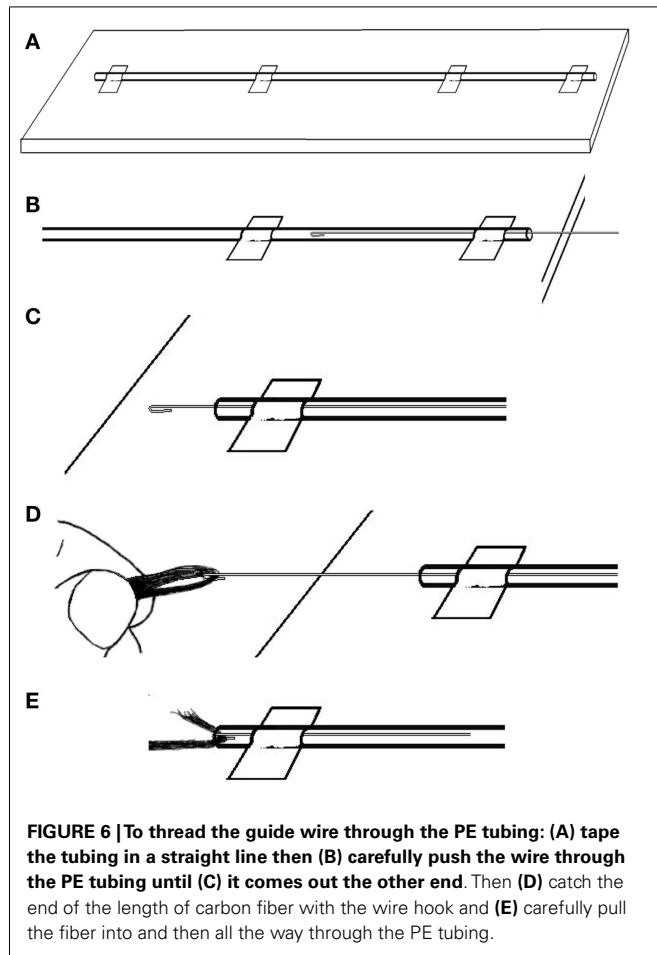 A
B
C
D
E
FIGURE 6 | To thread the guide wire through the PE tubing: (A) tape
the tubing in a straight line then (B) carefully push the wire through
the PE tubing until (C) it comes out the other end. Then (D) catch the
end of the length of carbon fiber with the wire hook and (E) carefully pull
the fiber into and then all the way through the PE tubing.